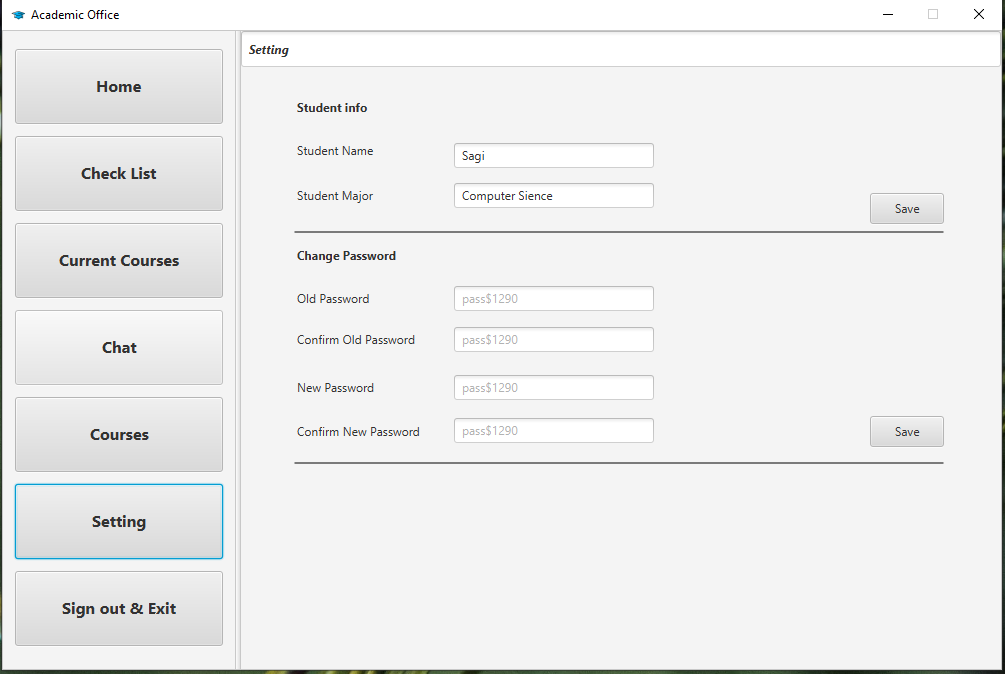 Academic Office
Home
Check List
Current Courses
Chat
Courses
Setting
Sign out & Exit
Setting
Student info
Student Name
Sagi
Student Major
Computer Sience
Save
Change Password
Old Password
pass$1290
Confirm Old Password
pass$1290
New Password
pass$1290
Confirm New Password
pass$1290
Save